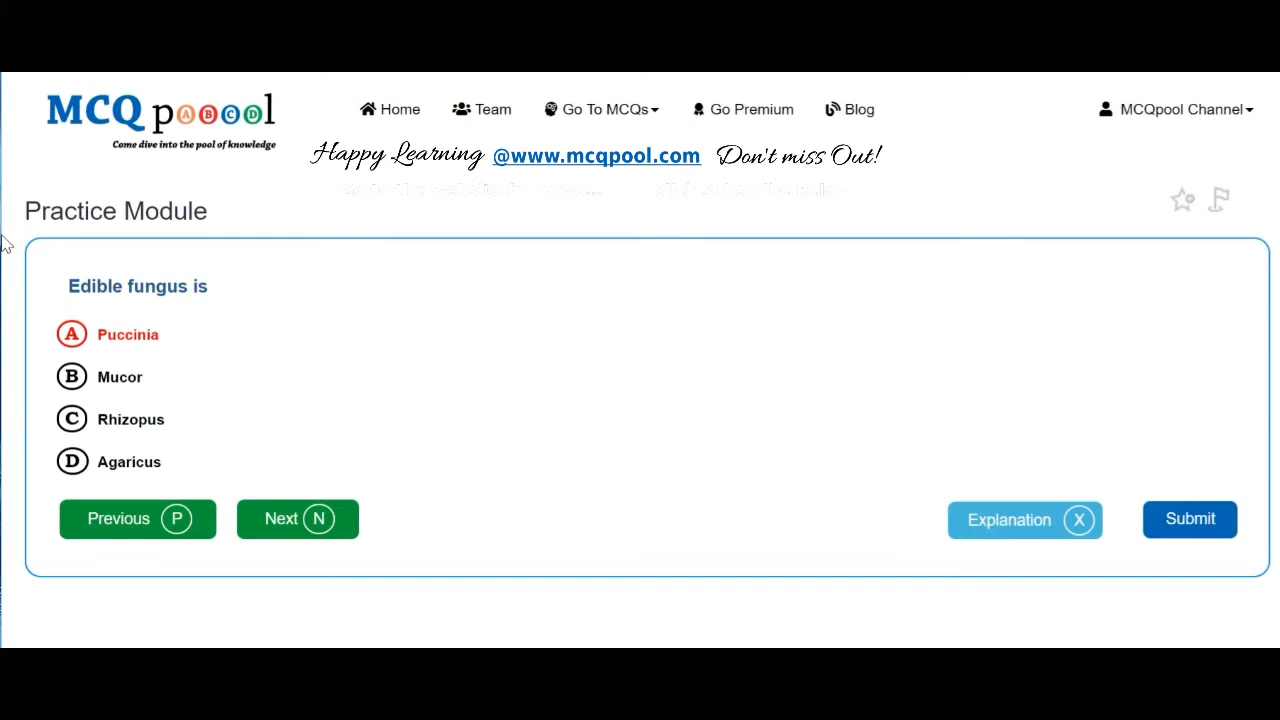 MCQ pABCDl
Come dive into the pool of knowledge
Home Team Go To MCQs Go Premium Blog MCQpool Channel
Happy Learning @www.mcqpool.com Don't miss Out!
Practice Module
Edible fungus is
A Puccinia
B Mucor
C Rhizopus
D Agaricus
Previous P Next N Explanation X Submit